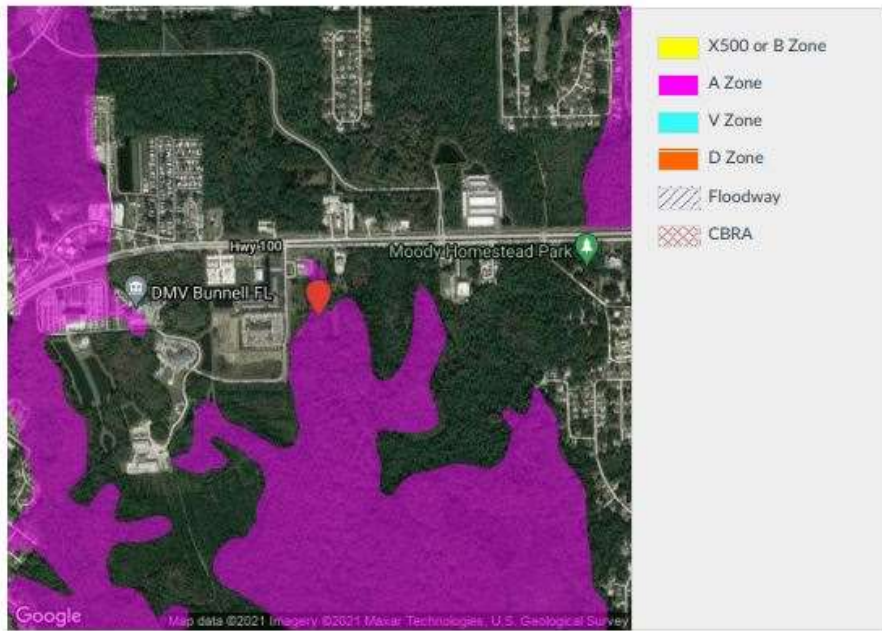 X500 or B Zone
A Zone
V Zone
D Zone
Floodway
CBRA
Hwy 100
Moody Homestead Park
DMV Bunnell FL
Google
Map data ©2021 Imagery ©2021 Maxar Technologies, U.S. Geological Survey